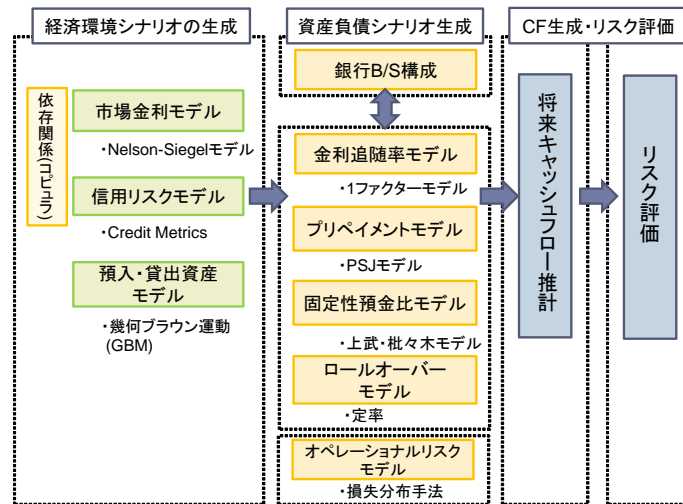 経済環境シナリオの生成
資産負債シナリオ生成
CF生成・リスク評価
依存関係(コピュラ)
市場金利モデル
・Nelson-Siegelモデル
信用リスクモデル
・Credit Metrics
預入・貸出資産
モデル
・幾何ブラウン運動
(GBM)
銀行B/S構成
金利追随率モデル
・1ファクターモデル
プリペイメントモデル
・PSJモデル
固定性預金比モデル
・上武・枇々木モデル
ロールオーバー
モデル
・定率
オペレーショナルリスク
モデル
・損失分布手法
将来キャッシュフロー推計
リスク評価